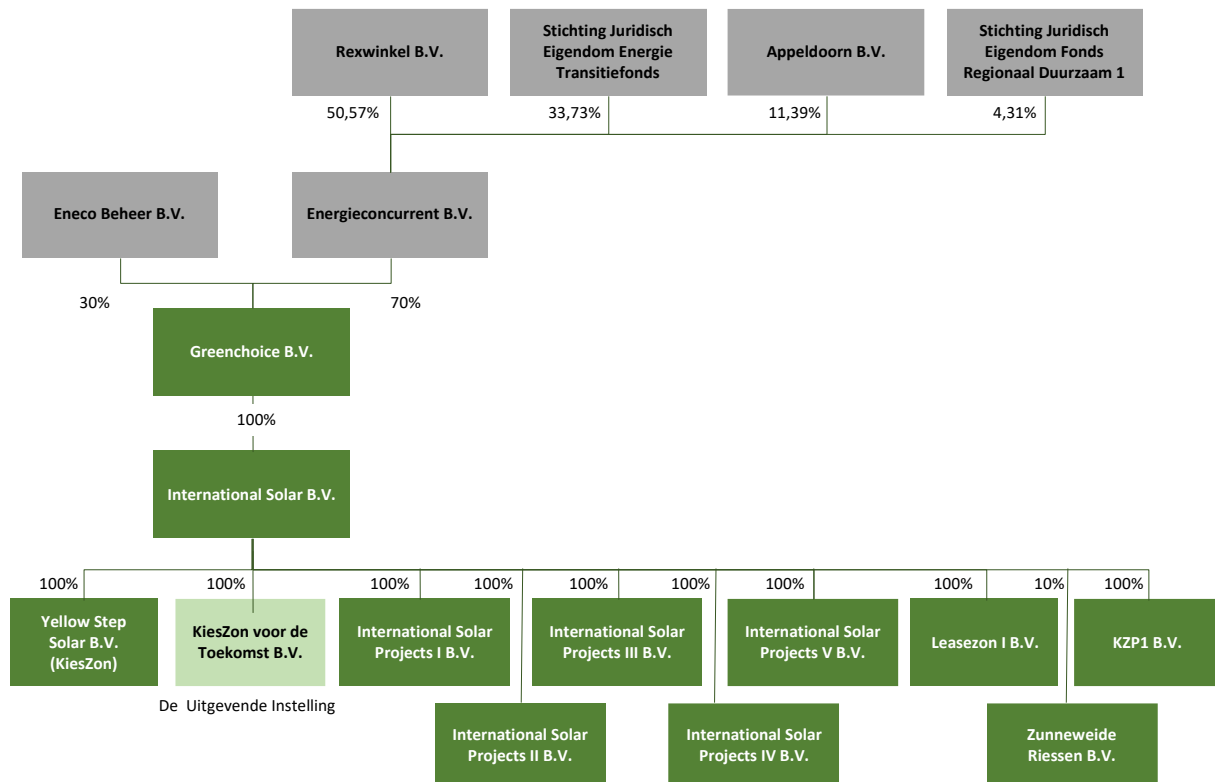 Rexwinkel B.V.
Stichting Juridisch
Eigendom Energie
Transitiefonds
Appeldoorn B.V.
Stichting Juridisch
Eigendom Fonds
Regionaal Duurzaam 1
50,57%
33,73%
11,39%
4,31%
Eneco Beheer B.V.
Energieconcurrent B.V.
30%
70%
Greenchoice B.V.
100%
International Solar B.V.
100%
100%
100%
100%
100%
100%
100%
100%
10%
100%
Yellow Step
Solar B.V.
(KiesZon)
KiesZon voor de
Toekomst B.V.
International Solar
Projects I B.V.
International Solar
Projects III B.V.
International Solar
Projects V B.V.
Leasezon I B.V.
KZP1 B.V.
De Uitgevende Instelling
International Solar
Projects II B.V.
International Solar
Projects IV B.V.
Zunneweide
Riessen B.V.